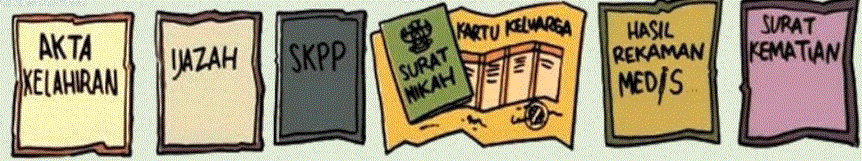 AKTA
KELAHIRAN
IJAZAH
SKPP
SURAT
NIKAH
KARTU KELUARGA
HASIL
REKAMAN
MEDIS
SURAT
KEMATIAN